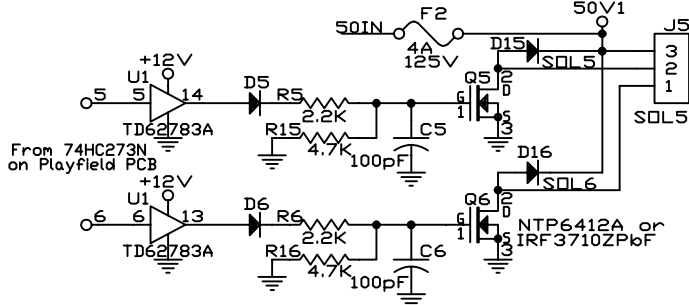 50IN
F2
4A
125V
50V1
J5
3
2
1
SOL5
D15
SOL5
+12V
U1
5
5
14
TD62783A
D5
R5
2.2K
R15
4.7K
C5
100pF
Q5
G
1
2
D
S
3
From 74HC273N
on Playfield PCB
D16
SOL6
+12V
U1
6
6
13
TD62783A
D6
R6
2.2K
R16
4.7K
C6
100pF
Q6
G
1
2
D
S
3
NTP6412A or
IRF3710ZPbF